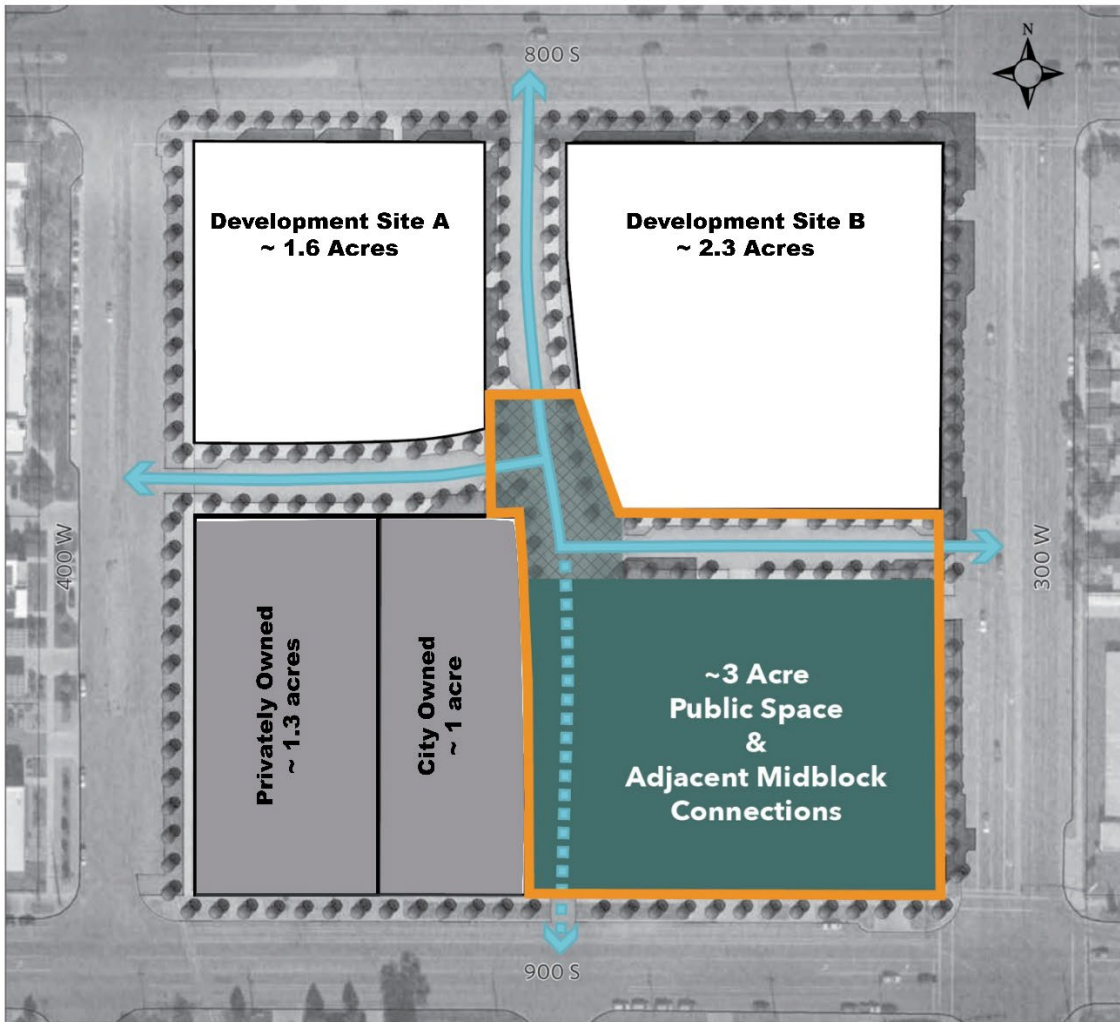 800 S
N
Development Site A
~ 1.6 Acres
Development Site B
~ 2.3 Acres
400 W
300 W
Privately Owned
~ 1.3 acres
City Owned
~ 1 acre
~3 Acre
Public Space
&
Adjacent Midblock
Connections
900 S